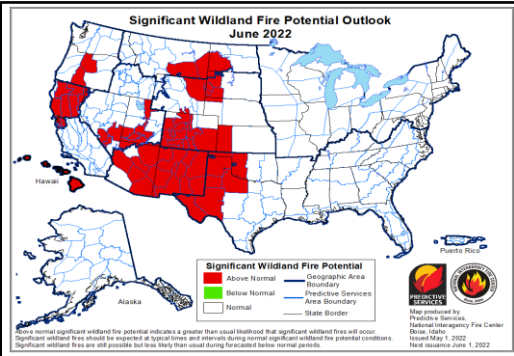 Significant Wildland Fire Potential Outlook
June 2022
Hawaii
Alaska
Puerto Rico
Significant Wildland Fire Potential
Above Normal
Below Normal
Normal
Geographic Area
Boundary
Predictive Services
Area Boundary
State Border
PREDICTIVE
SERVICES
Map produced by
Predictive Services,
National Interagency Fire Center
Boise, Idaho
Issued May 1, 2022
Next issuance June 1, 2022
Above normal significant wildland fire potential indicates a greater than usual likelihood that significant wildland fires will occur.
Significant wildland fires should be expected at typical times and intervals during normal significant wildland fire potential conditions.
Significant wildland fires are still possible but less likely than usual during forecasted below normal periods.